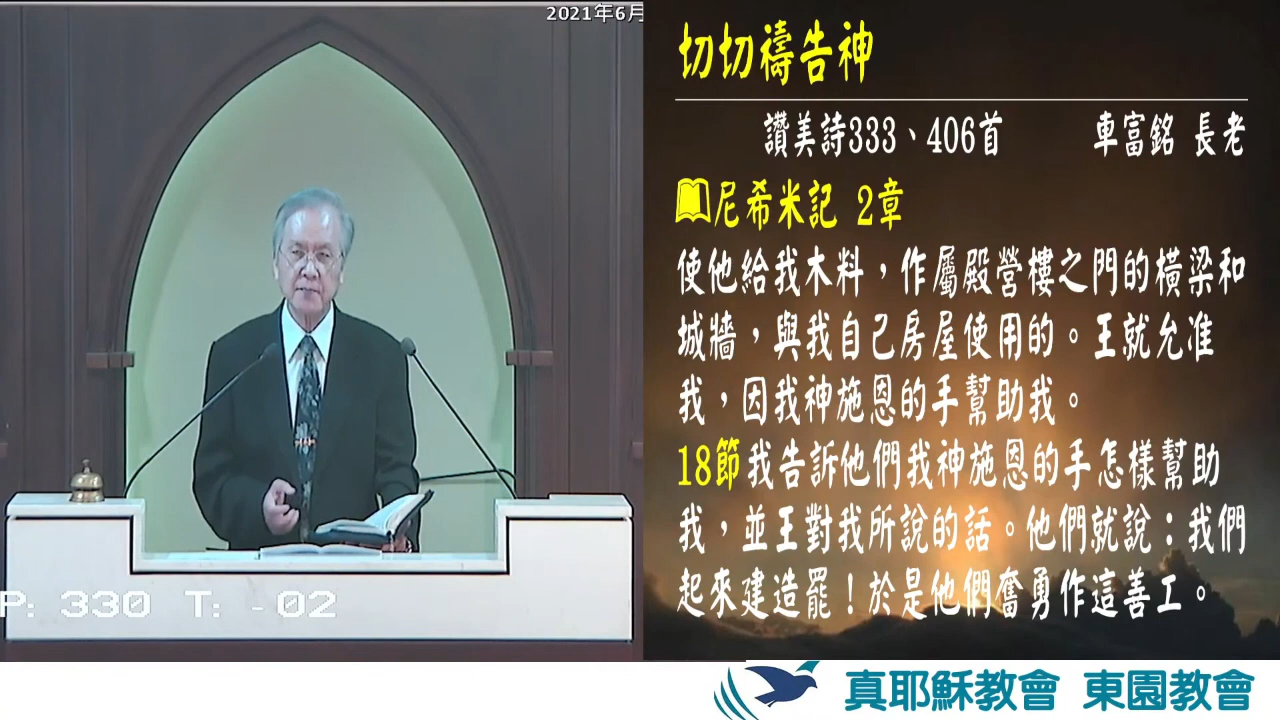 2021年6月
P: 330 T: -02
切切禱告神
讚美詩333、406首 車富銘 長老
尼希米記 2章
使他給我木料,作屬殿營樓之門的橫梁和
城牆,與我自己房屋使用的。王就允准
我,因我神施恩的手幫助我。
18節我告訴他們我神施恩的手怎樣幫助
我,並王對我所說的話。他們就說:我們
起來建造罷!於是他們奮勇作這善工。
真耶穌教會 東園教會